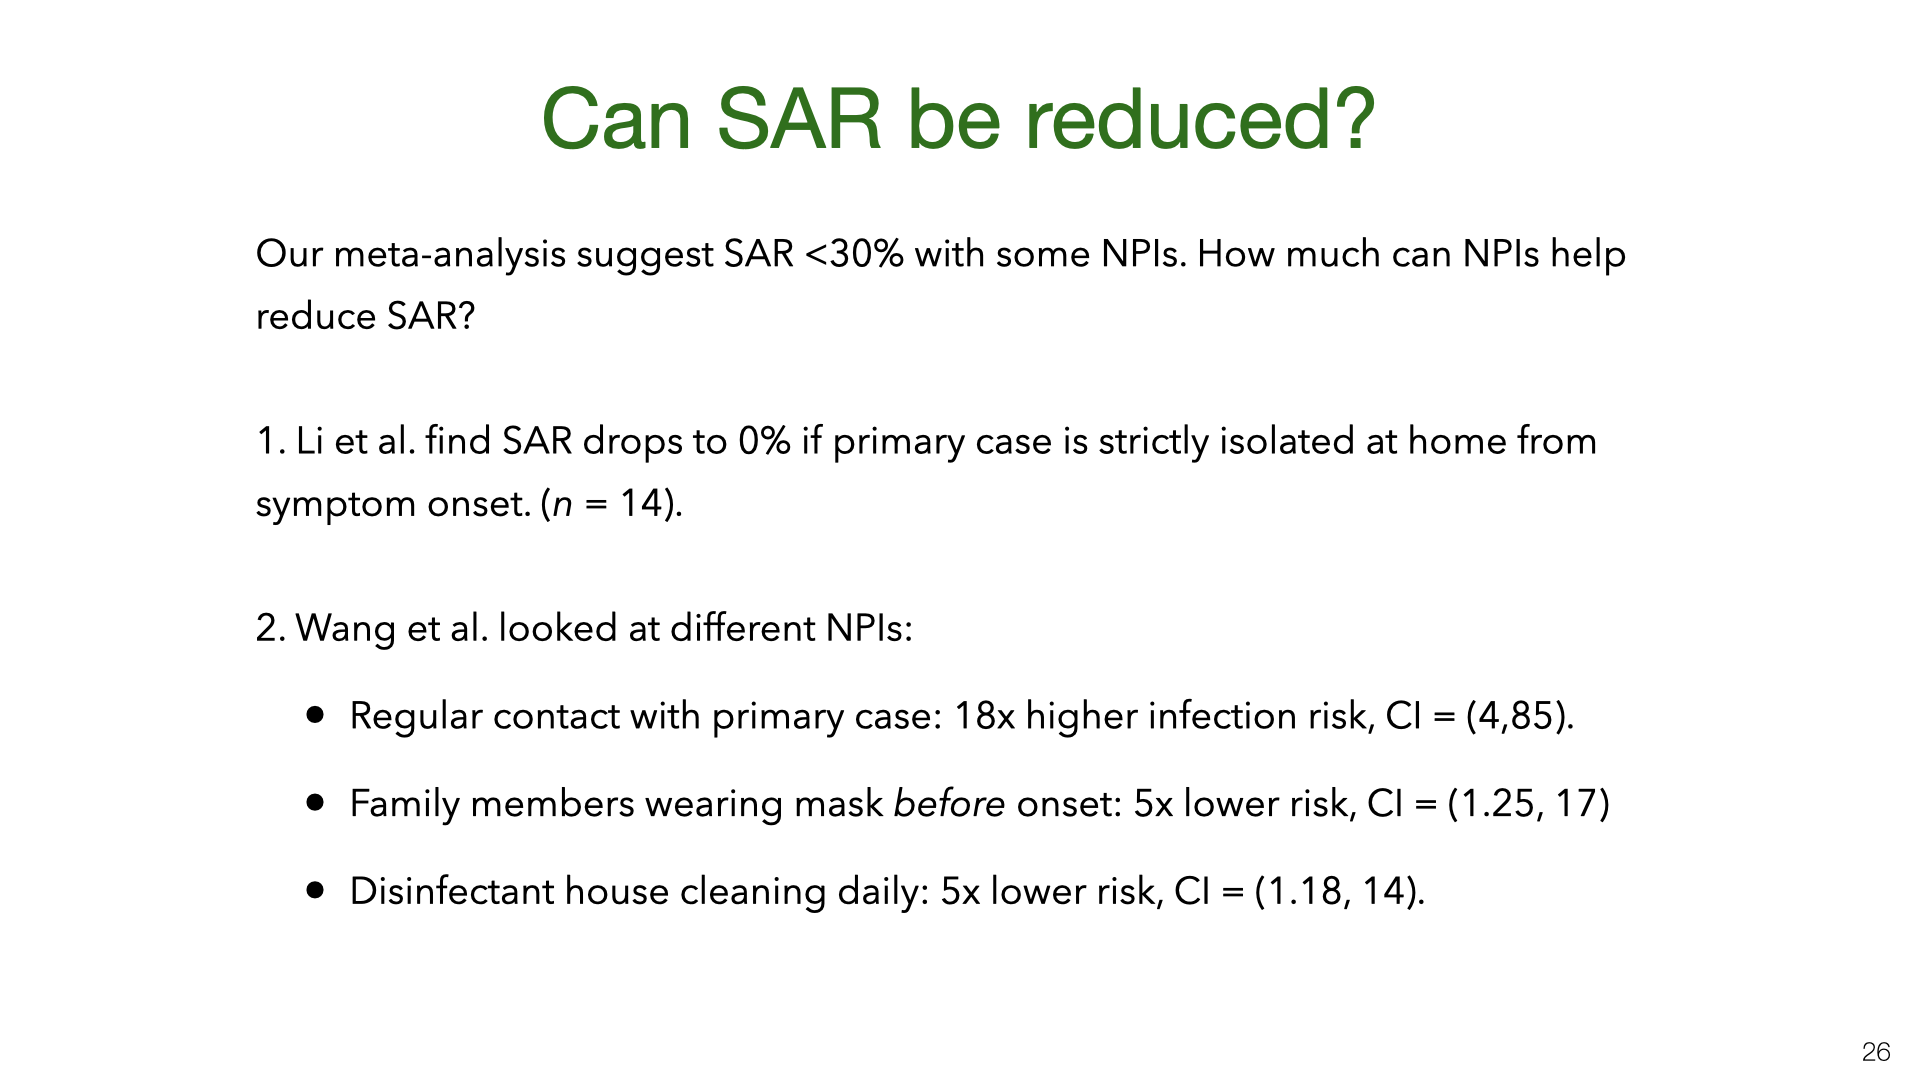 Can SAR be reduced?
Our meta-analysis suggest SAR <30% with some NPIs. How much can NPIs help
reduce SAR?
1. Li et al. find SAR drops to 0% if primary case is strictly isolated at home from
symptom onset. (n = 14).
2. Wang et al. looked at different NPIs:
• Regular contact with primary case: 18x higher infection risk, CI = (4,85).
• Family members wearing mask before onset: 5x lower risk, CI = (1.25, 17)
• Disinfectant house cleaning daily: 5x lower risk, CI = (1.18, 14).
26